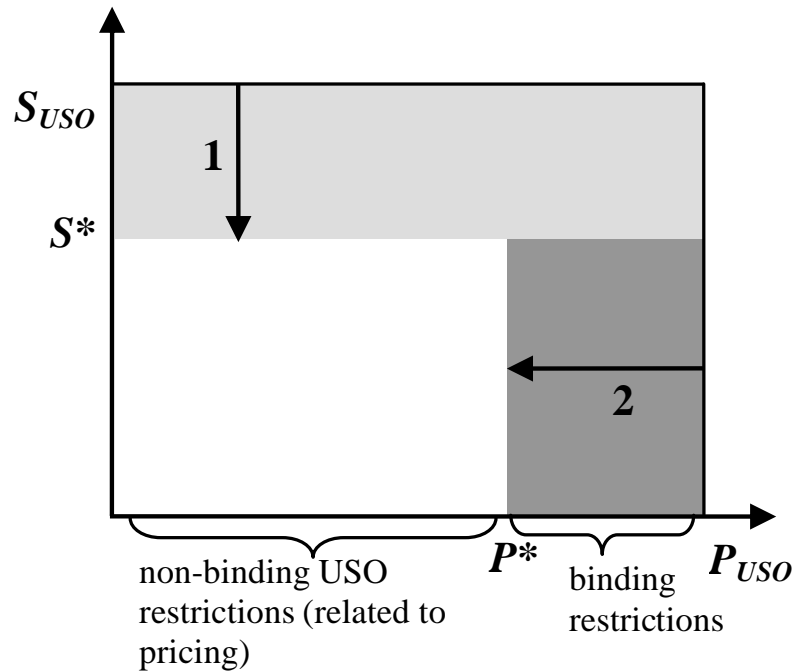 S_USO
1
S*
2
P*
P_USO
non-binding USO
restrictions (related to
pricing)
binding
restrictions